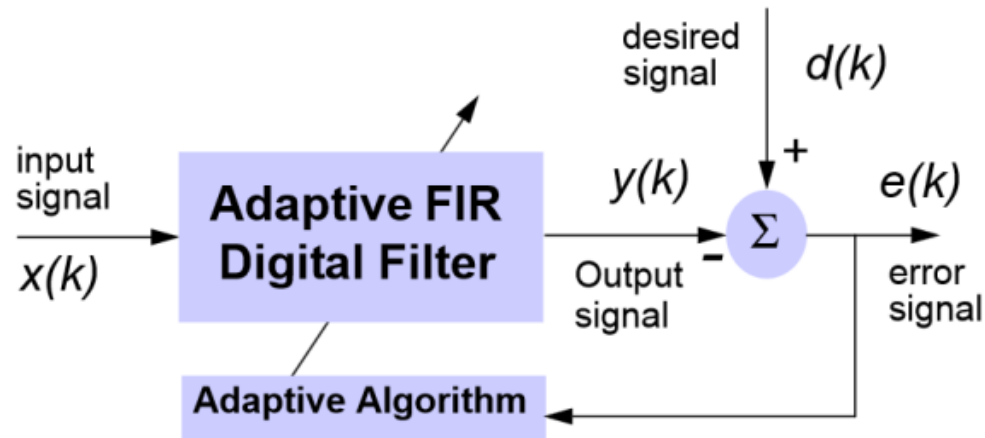 desired
signal
d(k)
input
signal
x(k)
Adaptive FIR
Digital Filter
y(k)
+
-
Σ
e(k)
Output
signal
error
signal
Adaptive Algorithm